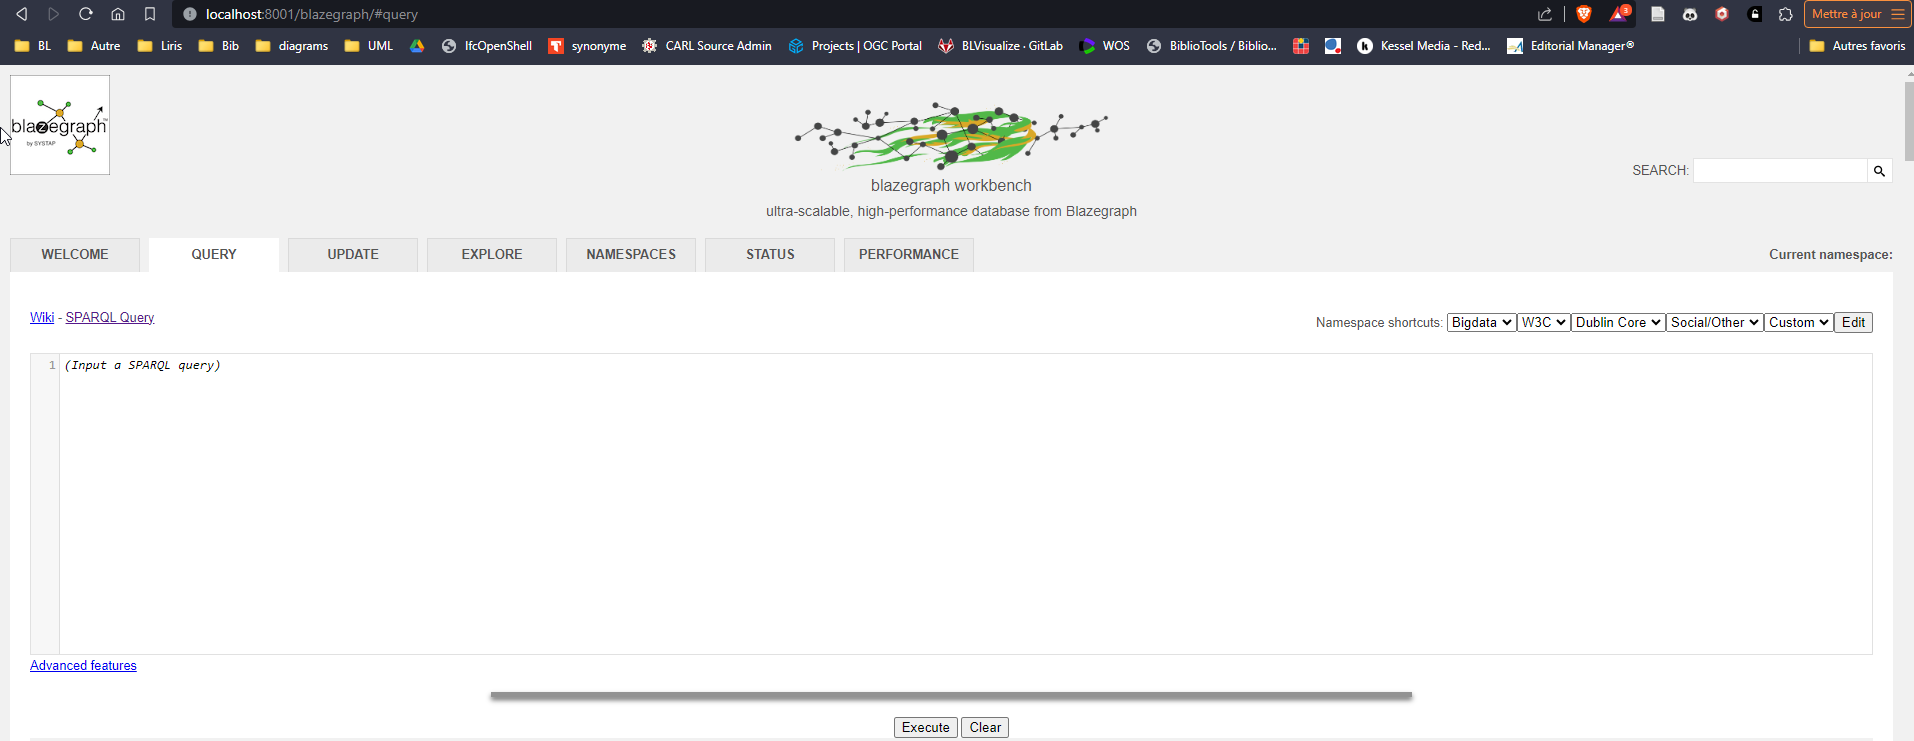 localhost:8001/blazegraph/#query
3
Mettre à jour
BL Autre Liris Bib diagrams UML IfcOpenShell synonyme CARL Source Admin Projects | OGC Portal BLVisualize · GitLab WOS BiblioTools / Biblio... Kessel Media - Red... Editorial Manager® Autres favoris
blazegraph™
by SYSTAP
blazegraph workbench
ultra-scalable, high-performance database from Blazegraph
SEARCH:
WELCOME QUERY UPDATE EXPLORE NAMESPACES STATUS PERFORMANCE Current namespace:
Wiki - SPARQL Query Namespace shortcuts: Bigdata W3C Dublin Core Social/Other Custom Edit
1 (Input a SPARQL query)
Advanced features
Execute Clear